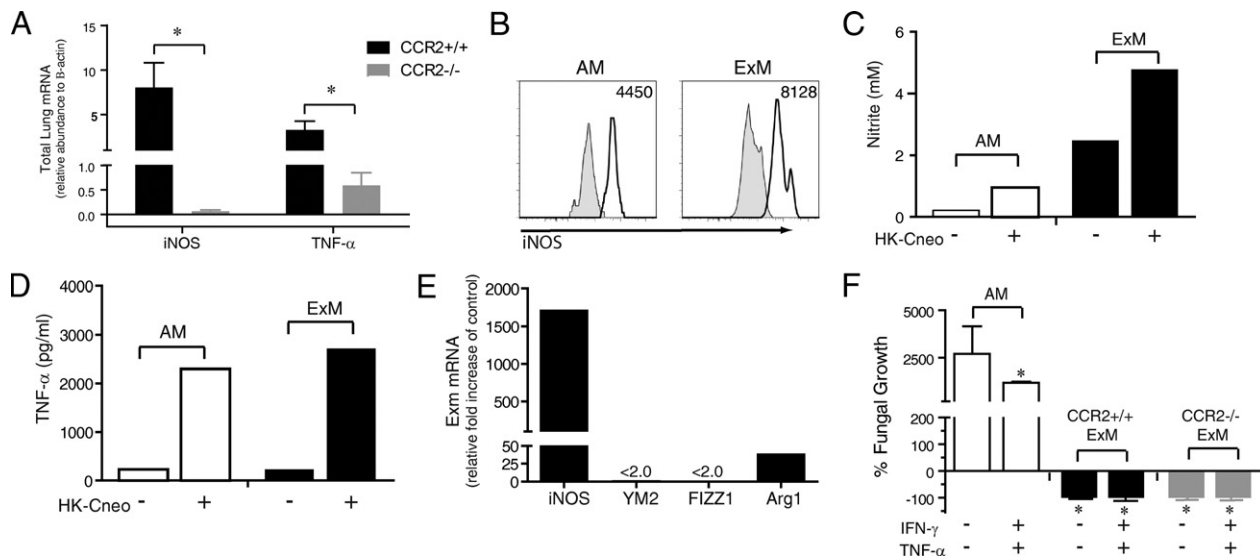 A
Total Lung mRNA
(relative abundance to B-actin)
15
10
5
1.0
0.5
0.0
*
*
CCR2+/+
CCR2-/-
iNOS
TNF-α
B
AM
ExM
4450
8128
iNOS
C
Nitrite (mM)
6
4
2
0
AM
ExM
HK-Cneo
-
+
-
+
D
TNF-α (pg/ml)
4000
3000
2000
1000
0
AM
ExM
HK-Cneo
-
+
-
+
E
Exm mRNA
(relative fold increase of control)
2000
1500
1000
500
50
25
0
<2.0
<2.0
iNOS
YM2
FIZZ1
Arg1
F
% Fungal Growth
5000
2500
200
100
0
-100
AM
*
CCR2+/+
ExM
CCR2-/-
ExM
* * * *
IFN-γ - + - + - +
TNF-α - + - + - +